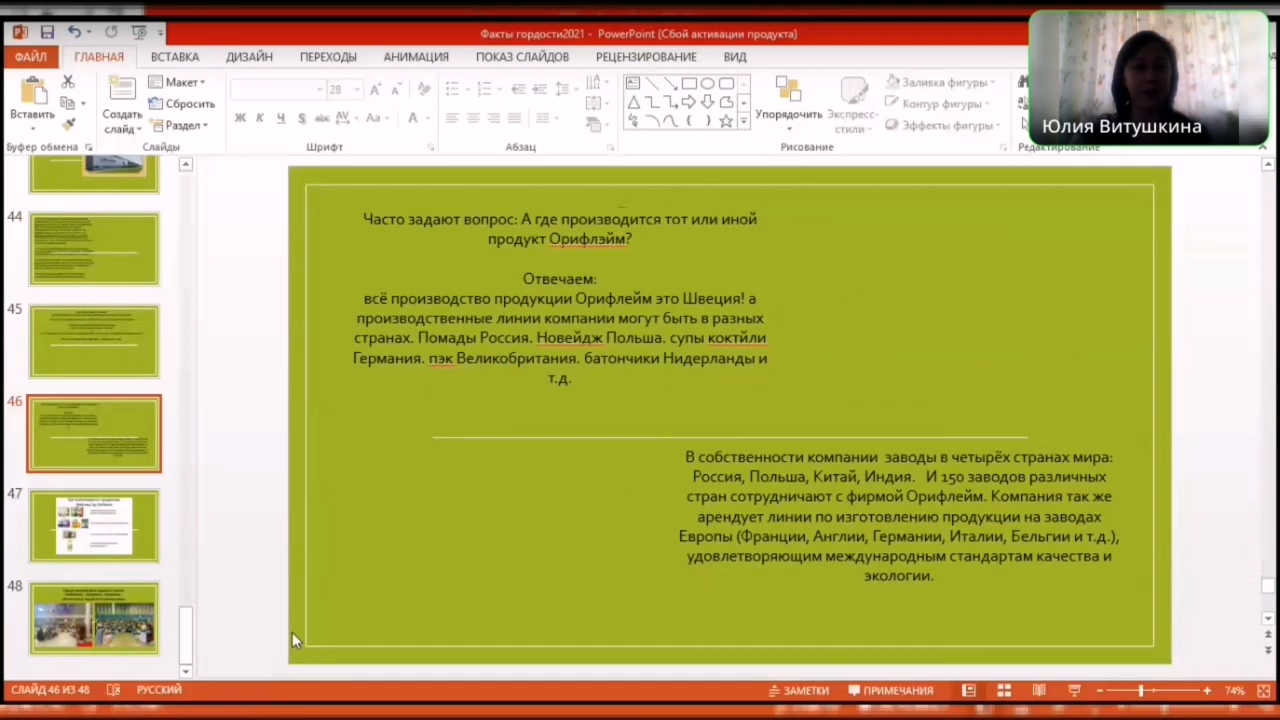 Факты гордости2021 - PowerPoint (Сбой активации продукта)
ФАЙЛ ГЛАВНАЯ ВСТАВКА ДИЗАЙН ПЕРЕХОДЫ АНИМАЦИЯ ПОКАЗ СЛАЙДОВ РЕЦЕНЗИРОВАНИЕ ВИД
Юлия Витушкина
Вставить
Создать
слайд
Макет
Сбросить
Раздел
28
Ж К Ч S abc AV Aa A
Упорядочить
Экспресс-
стили
Заливка фигуры
Контур фигуры
Эффекты фигуры
Буфер обмена Слайды Шрифт Абзац Рисование Редактирование
44
45
46
47
48
Часто задают вопрос: А где производится тот или иной
продукт Орифлэйм?
Отвечаем:
всё производство продукции Орифлейм это Швеция! а
производственные линии компании могут быть в разных
странах. Помады Россия. Новейдж Польша. супы коктйли
Германия. пэк Великобритания. батончики Нидерланды и
т.д.
В собственности компании заводы в четырёх странах мира:
Россия, Польша, Китай, Индия. И 150 заводов различных
стран сотрудничают с фирмой Орифлейм. Компания так же
арендует линии по изготовлению продукции на заводах
Европы (Франции, Англии, Германии, Италии, Бельгии и т.д.),
удовлетворяющим международным стандартам качества и
экологии.
СЛАЙД 46 ИЗ 48 РУССКИЙ ЗАМЕТКИ ПРИМЕЧАНИЯ 74%